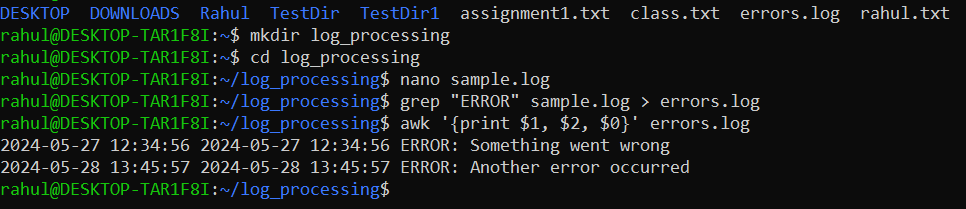 DESKTOP DOWNLOADS Rahul TestDir TestDir1 assignment1.txt class.txt errors.log rahul.txt
rahul@DESKTOP-TAR1F8I:~$ mkdir log_processing
rahul@DESKTOP-TAR1F8I:~$ cd log_processing
rahul@DESKTOP-TAR1F8I:~/log_processing$ nano sample.log
rahul@DESKTOP-TAR1F8I:~/log_processing$ grep "ERROR" sample.log > errors.log
rahul@DESKTOP-TAR1F8I:~/log_processing$ awk '{print $1, $2, $0}' errors.log
2024-05-27 12:34:56 2024-05-27 12:34:56 ERROR: Something went wrong
2024-05-28 13:45:57 2024-05-28 13:45:57 ERROR: Another error occurred
rahul@DESKTOP-TAR1F8I:~/log_processing$